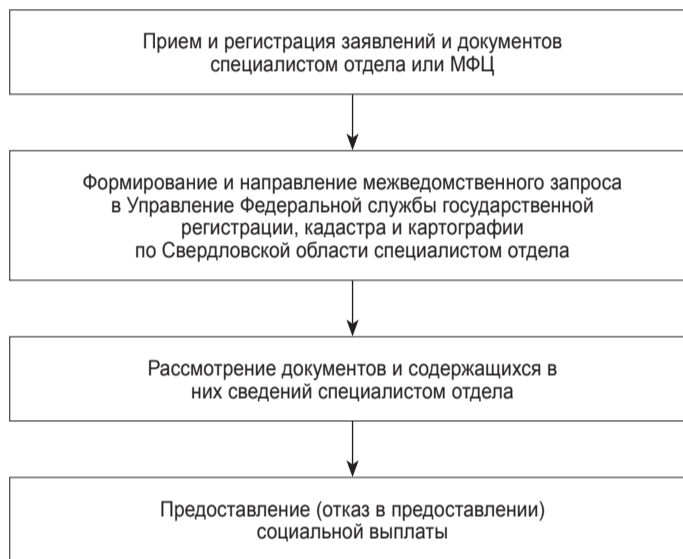 Прием и регистрация заявлений и документов
специалистом отдела или МФЦ
Формирование и направление межведомственного запроса
в Управление Федеральной службы государственной
регистрации, кадастра и картографии
по Свердловской области специалистом отдела
Рассмотрение документов и содержащихся в
них сведений специалистом отдела
Предоставление (отказ в предоставлении)
социальной выплаты